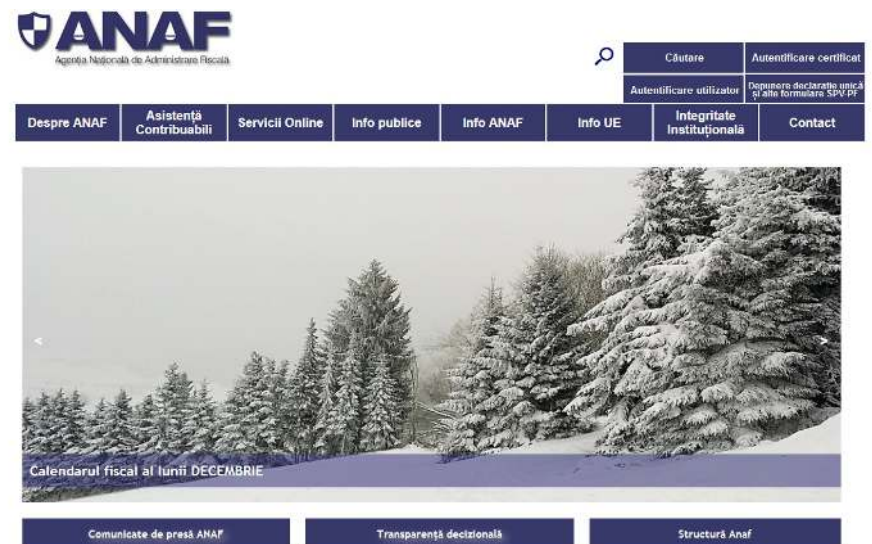 ANAF
Agenția Națională de Administrare Fiscală
Căutare
Autentificare certificat
Autentificare utilizator
Depunere declarație unică
și alte formulare SPV-PF
Despre ANAF
Asistență
Contribuabili
Servicii Online
Info publice
Info ANAF
Info UE
Integritate
Instituțională
Contact
<
>
Calendarul fiscal al lunii DECEMBRIE
Comunicate de presă ANAF
Transparență decizională
Structură Anaf